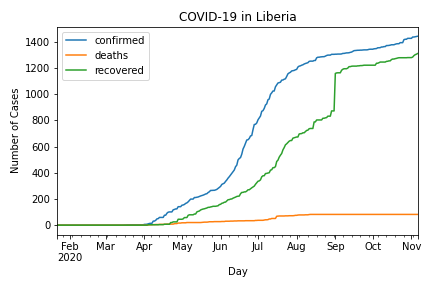 COVID-19 in Liberia
confirmed
deaths
recovered
Number of Cases
1400
1200
1000
800
600
400
200
0
Feb Mar Apr May Jun Jul Aug Sep Oct Nov
2020
Day